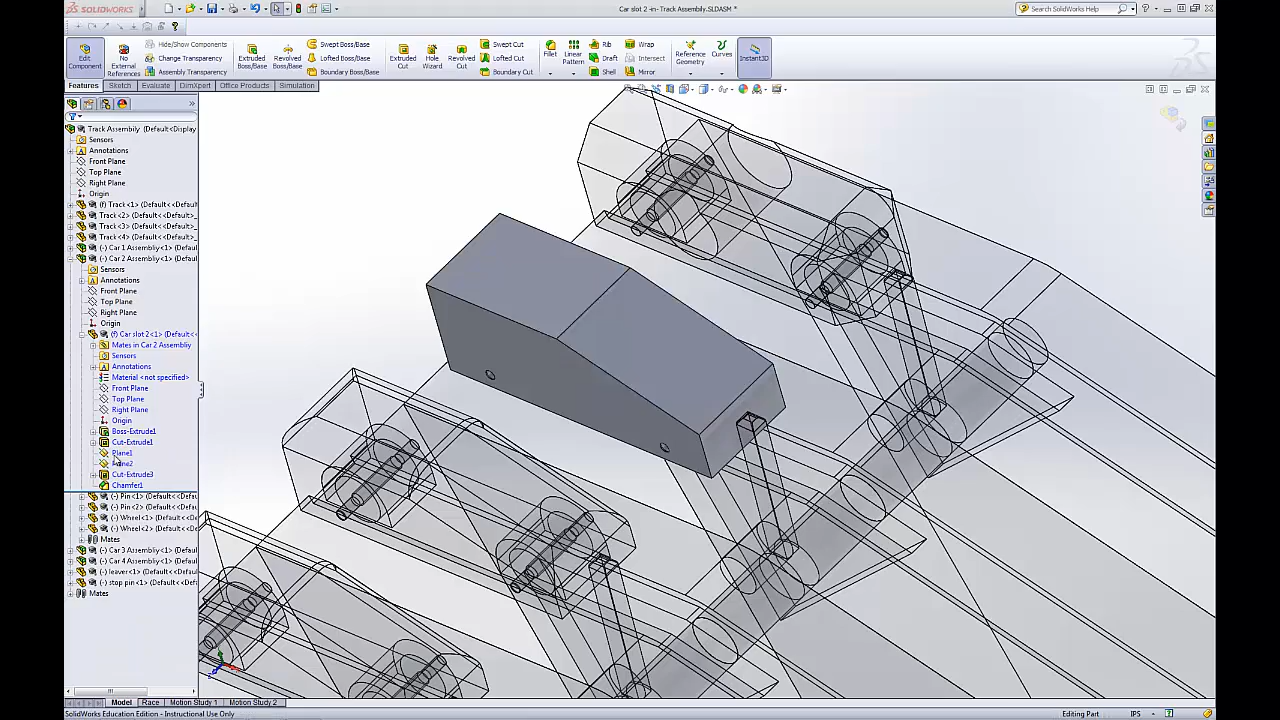 SOLIDWORKS
Car slot 2 -in- Track Assembly.SLDASM *
Search SolidWorks Help
Edit Component
No External References
Hide/Show Components
Change Transparency
Assembly Transparency
Extruded Boss/Base
Revolved Boss/Base
Swept Boss/Base
Lofted Boss/Base
Boundary Boss/Base
Extruded Cut
Hole Wizard
Revolved Cut
Swept Cut
Lofted Cut
Boundary Cut
Fillet
Linear Pattern
Rib
Draft
Shell
Wrap
Intersect
Mirror
Reference Geometry
Curves
Instant3D
Features Sketch Evaluate DimXpert Office Products Simulation
Track Assembly (Default<Display
Sensors
Annotations
Front Plane
Top Plane
Right Plane
Origin
(f) Track<1> (Default<<Defaul
Track<2> (Default<<Default>_
Track<3> (Default<<Default>_
Track<4> (Default<<Default>_
(-) Car 1 Assembly<1> (Default
(-) Car 2 Assembly<1> (Default
Sensors
Annotations
Front Plane
Top Plane
Right Plane
Origin
(f) Car slot 2<1> (Default<<
Mates in Car 2 Assembly
Sensors
Annotations
Material <not specified>
Front Plane
Top Plane
Right Plane
Origin
Boss-Extrude1
Cut-Extrude1
Plane1
Plane2
Cut-Extrude3
Chamfer1
(-) Pin<1> (Default<<Defau
(-) Pin<2> (Default<<Defau
(-) Wheel<1> (Default<<De
(-) Wheel<2> (Default<<De
Mates
(-) Car 3 Assembly<1> (Default
(-) Car 4 Assembly<1> (Default
(-) leaver<1> (Default<<Defaul
(-) stop pin<1> (Default<<Def
Mates
Model Race Motion Study 1 Motion Study 2
SolidWorks Education Edition - Instructional Use Only
Editing Part IPS